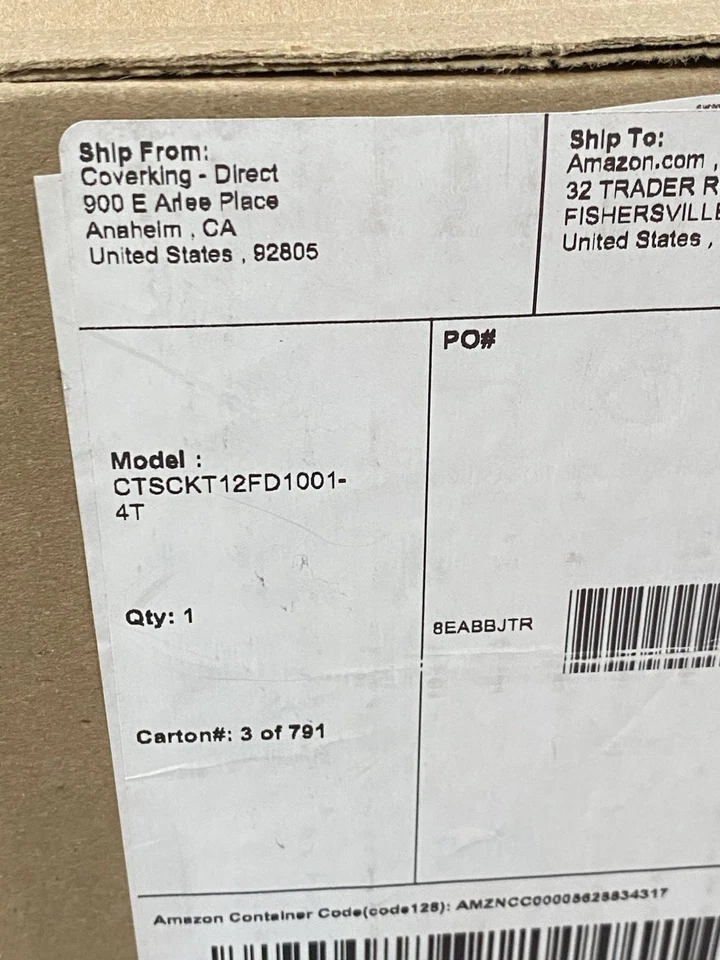 Ship From:
Coverking - Direct
900 E Arlee Place
Anaheim , CA
United States , 92805
Ship To:
Amazon.com ,
32 TRADER R
FISHERSVILLE
United States ,
PO#
Model :
CTSCKT12FD1001-
4T
Qty: 1
8EABBJTR
Carton#: 3 of 791
Amazon Container Code(code128): AMZNCC00005625834317